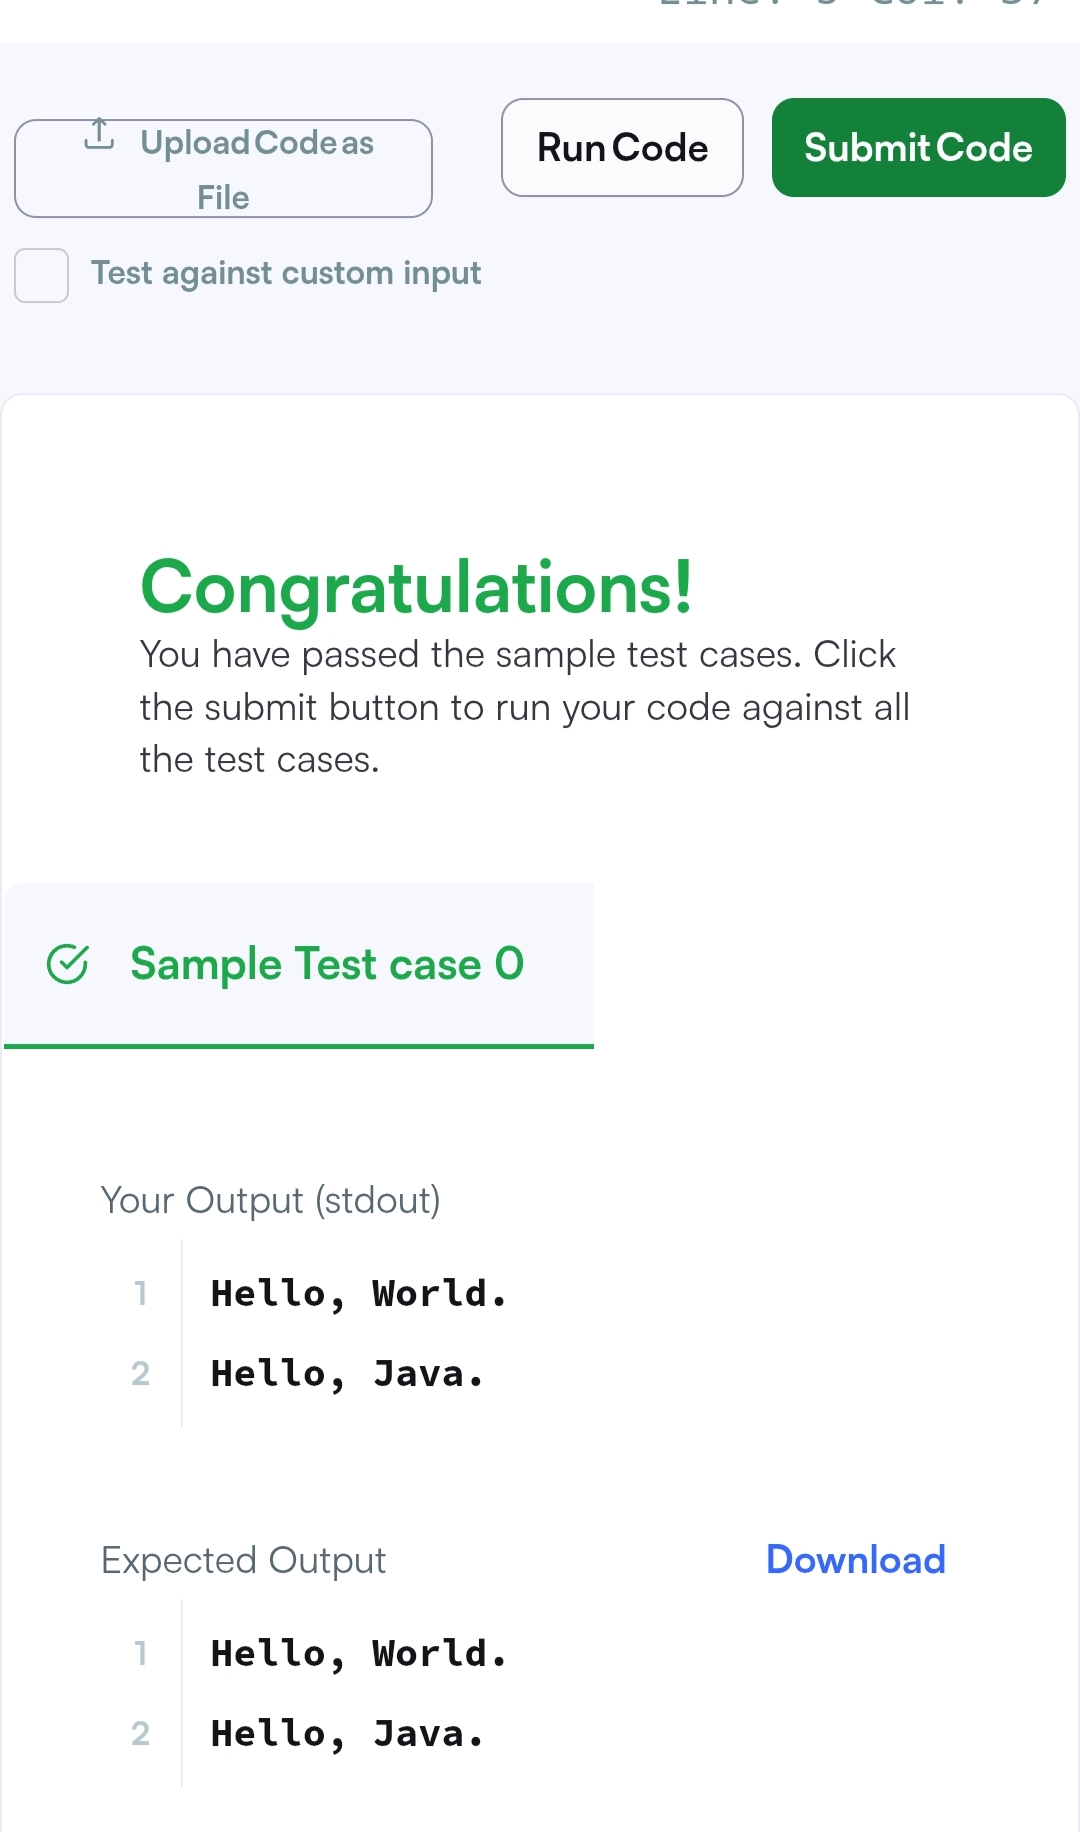 Upload Code as
File
Run Code
Submit Code
Test against custom input
Congratulations!
You have passed the sample test cases. Click
the submit button to run your code against all
the test cases.
Sample Test case 0
Your Output (stdout)
1 Hello, World.
2 Hello, Java.
Expected Output
Download
1 Hello, World.
2 Hello, Java.